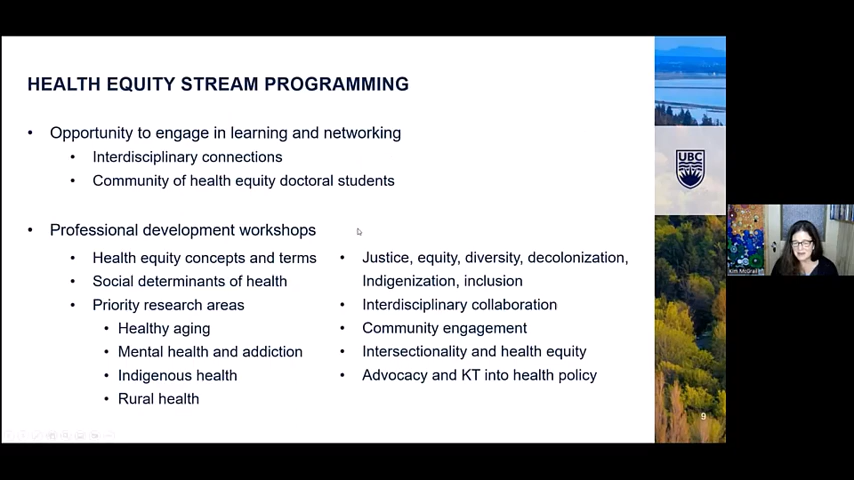 HEALTH EQUITY STREAM PROGRAMMING
• Opportunity to engage in learning and networking
• Interdisciplinary connections
• Community of health equity doctoral students
• Professional development workshops
• Health equity concepts and terms
• Social determinants of health
• Priority research areas
• Healthy aging
• Mental health and addiction
• Indigenous health
• Rural health
• Justice, equity, diversity, decolonization,
Indigenization, inclusion
• Interdisciplinary collaboration
• Community engagement
• Intersectionality and health equity
• Advocacy and KT into health policy
UBC
9
Kim McGrail